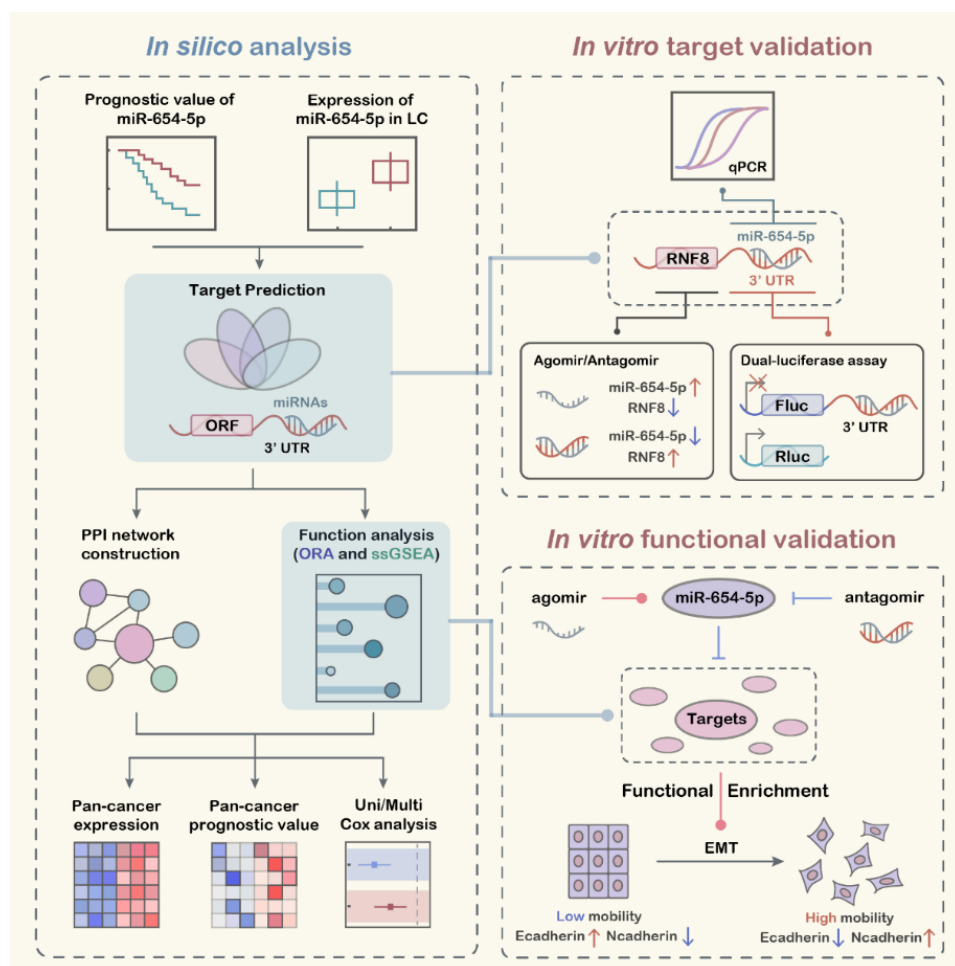 In silico analysis
Prognostic value of
miR-654-5p
Expression of
miR-654-5p in LC
Target Prediction
miRNAs
ORF
3' UTR
PPI network
construction
Function analysis
(ORA and ssGSEA)
Pan-cancer
expression
Pan-cancer
prognostic value
Uni/Multi
Cox analysis
In vitro target validation
qPCR
miR-654-5p
RNF8
3' UTR
Agomir/Antagomir
miR-654-5p ↑
RNF8 ↓
miR-654-5p ↓
RNF8 ↑
Dual-luciferase assay
Fluc
3' UTR
Rluc
In vitro functional validation
agomir
miR-654-5p
antagomir
Targets
Functional Enrichment
EMT
Low mobility
Ecadherin ↑ Ncadherin ↓
High mobility
Ecadherin ↓ Ncadherin ↑